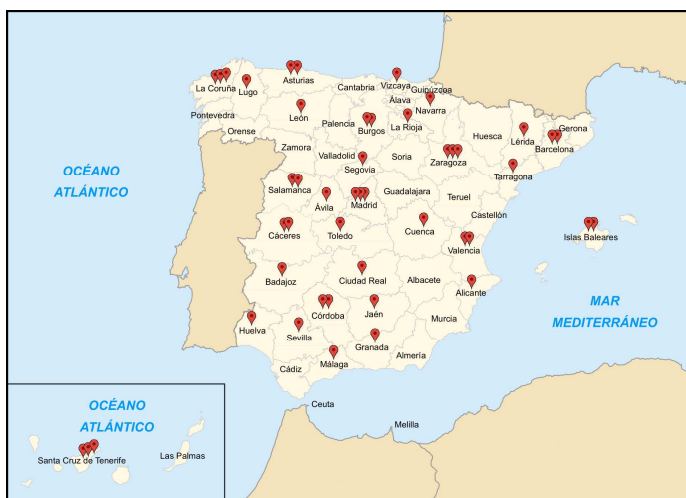 Asturias
Cantabria
Vizcaya
Guipúzcoa
La Coruña
Lugo
Álava
Navarra
León
Pontevedra
Palencia
Burgos
La Rioja
Orense
Huesca
Lérida
Gerona
Barcelona
Zamora
Valladolid
Soria
Zaragoza
Segovia
Tarragona
OCÉANO
ATLÁNTICO
Salamanca
Guadalajara
Teruel
Ávila
Madrid
Castellón
Cáceres
Toledo
Cuenca
Valencia
Islas Baleares
Badajoz
Ciudad Real
Albacete
Alicante
MAR
MEDITERRÁNEO
Córdoba
Jaén
Murcia
Huelva
Sevilla
Granada
Almería
Málaga
Cádiz
Ceuta
Melilla
OCÉANO
ATLÁNTICO
Santa Cruz de Tenerife
Las Palmas